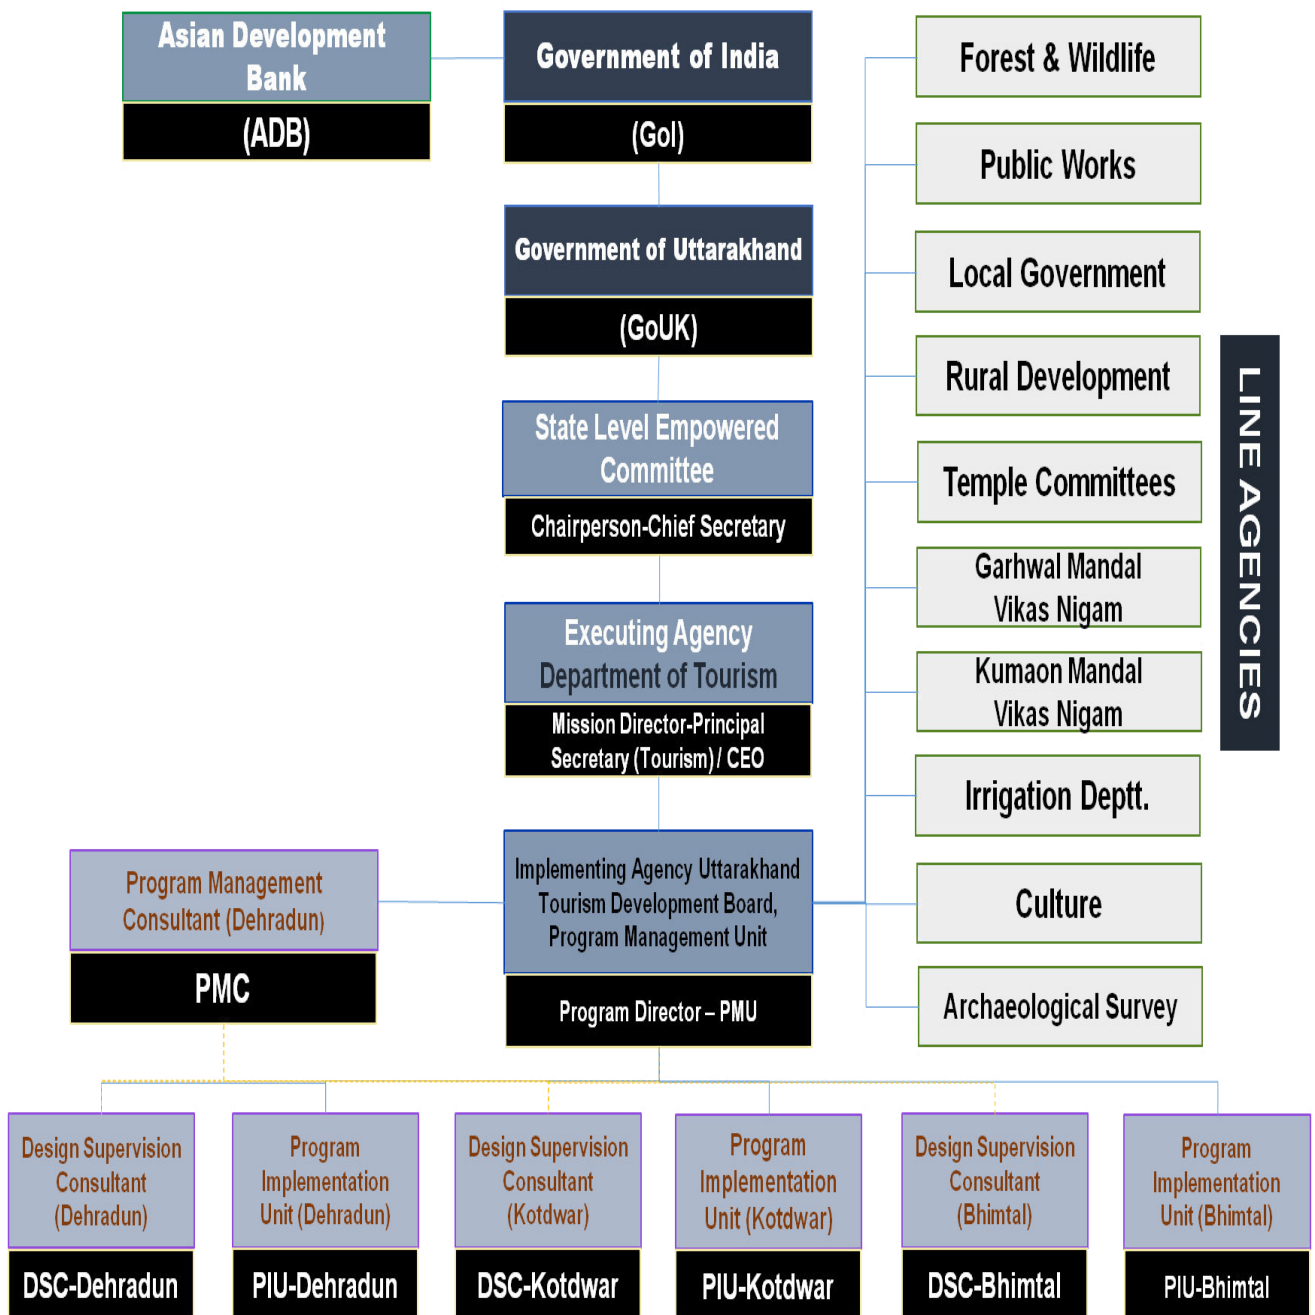 Asian Development
Bank
(ADB)
Government of India
(GoI)
Government of Uttarakhand
(GoUK)
State Level Empowered
Committee
Chairperson-Chief Secretary
Executing Agency
Department of Tourism
Mission Director-Principal
Secretary (Tourism) / CEO
Program Management
Consultant (Dehradun)
PMC
Implementing Agency Uttarakhand
Tourism Development Board,
Program Management Unit
Program Director – PMU
Forest & Wildlife
Public Works
Local Government
Rural Development
Temple Committees
Garhwal Mandal
Vikas Nigam
Kumaon Mandal
Vikas Nigam
Irrigation Deptt.
Culture
Archaeological Survey
LINE AGENCIES
Design Supervision
Consultant
(Dehradun)
DSC-Dehradun
Program
Implementation
Unit (Dehradun)
PIU-Dehradun
Design Supervision
Consultant
(Kotdwar)
DSC-Kotdwar
Program
Implementation
Unit (Kotdwar)
PIU-Kotdwar
Design Supervision
Consultant
(Bhimtal)
DSC-Bhimtal
Program
Implementation
Unit (Bhimtal)
PIU-Bhimtal